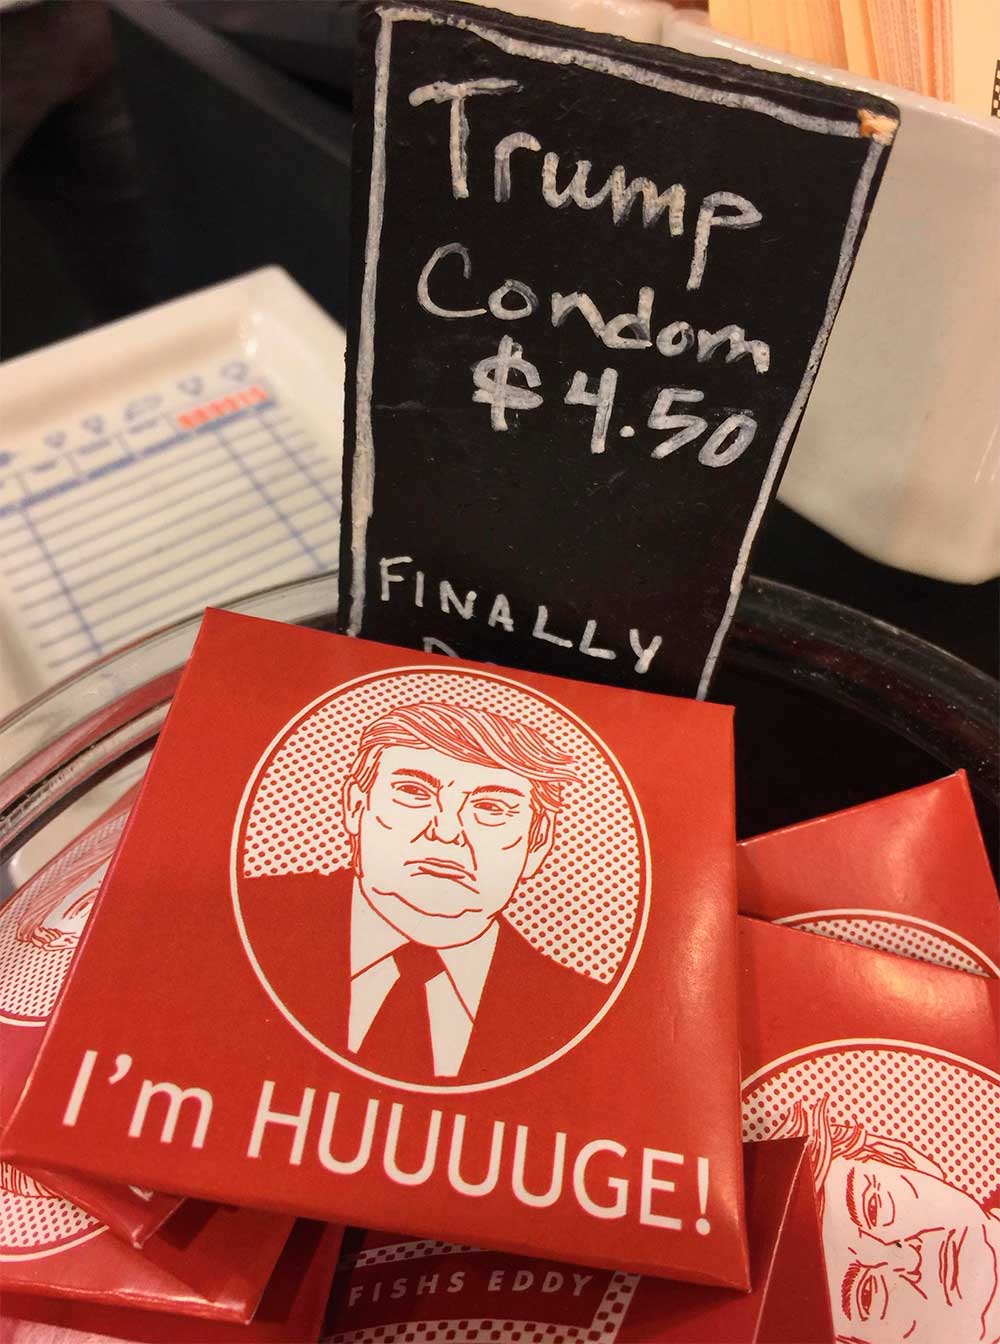 Trump
Condom
$4.50
FINALLY
I'm HUUUUGE!
FISHS EDDY